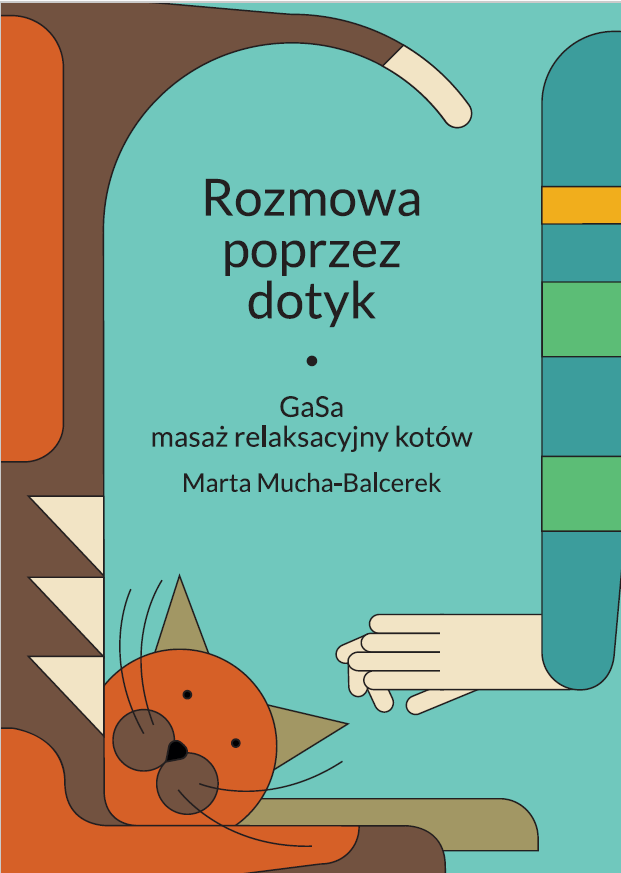 Rozmowa
poprzez
dotyk
•
GaSa
masaż relaksacyjny kotów
Marta Mucha-Balcerek